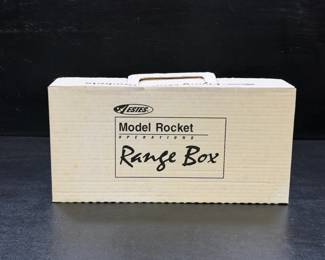 ESTES
Model Rocket
OPERATIONS
Range Box